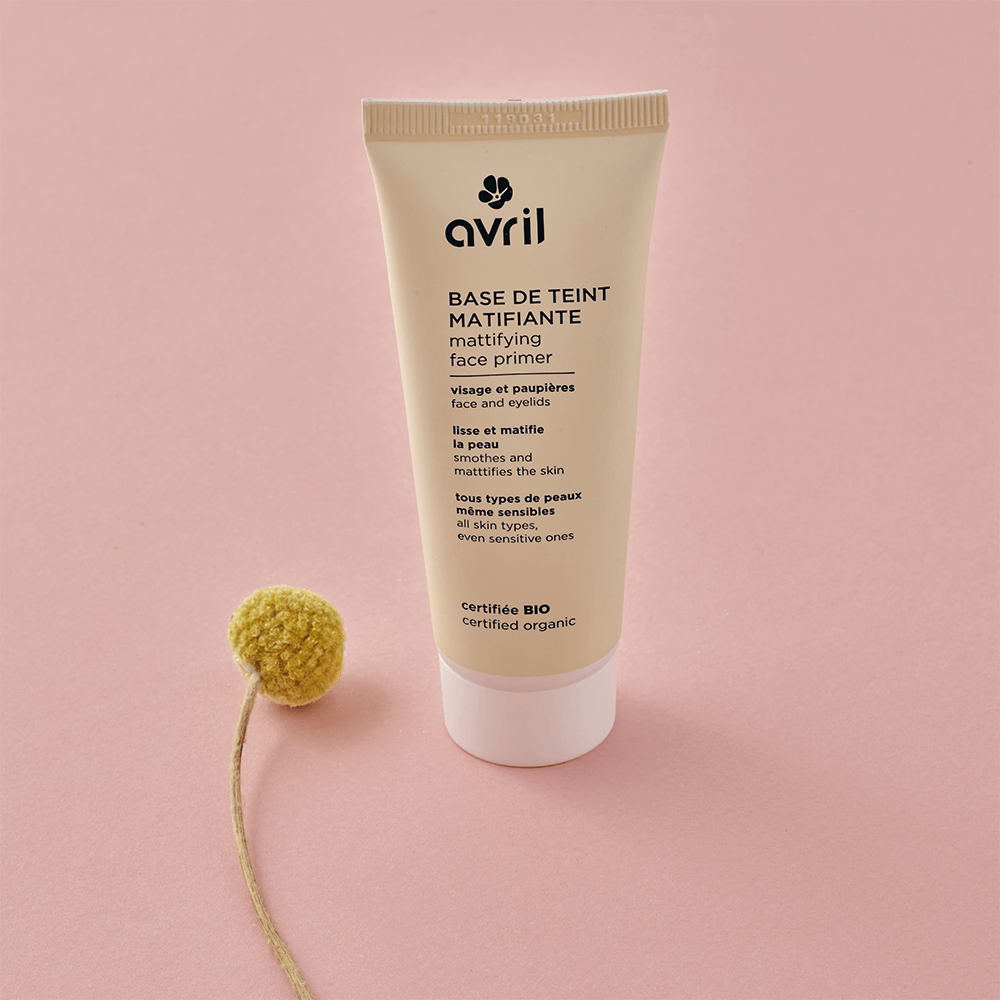 119031
avril
BASE DE TEINT
MATIFIANTE
mattifying
face primer
visage et paupières
face and eyelids
lisse et matifie
la peau
smothes and
matttifies the skin
tous types de peaux
même sensibles
all skin types,
even sensitive ones
certifiée BIO
certified organic